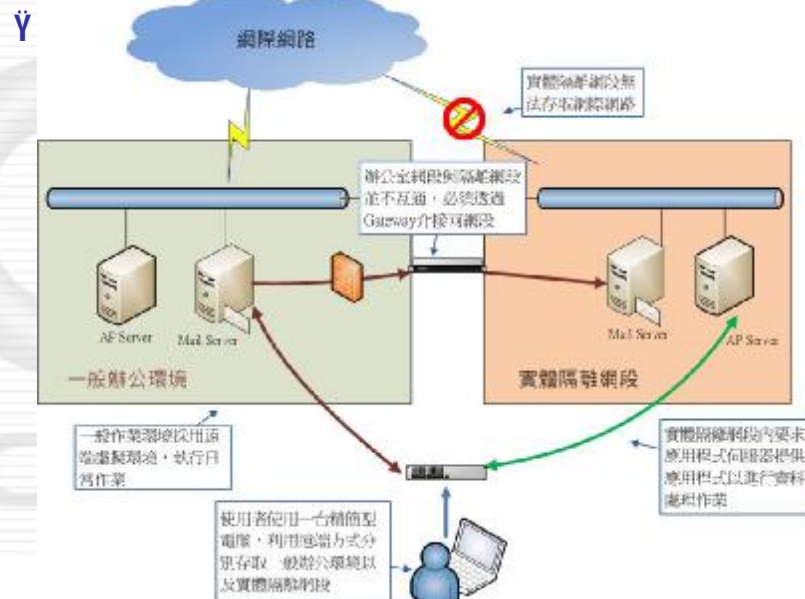 Ÿ
網際網路
實體隔離網段無
法存取網際網路
辦公室網段與隔離網段
並不互通,必須透過
Gateway介接兩網段
AP Server
Mail Server
Mail Server
AP Server
一般辦公環境
實體隔離網段
一般作業環境採用遠
端虛擬環境,執行日
常作業
實體隔離網段內要求
應用程式伺服器提供
應用程式以進行資料
處理作業
使用者使用一台精簡型
電腦,利用遠端方式分
別存取一般辦公環境以
及實體隔離網段